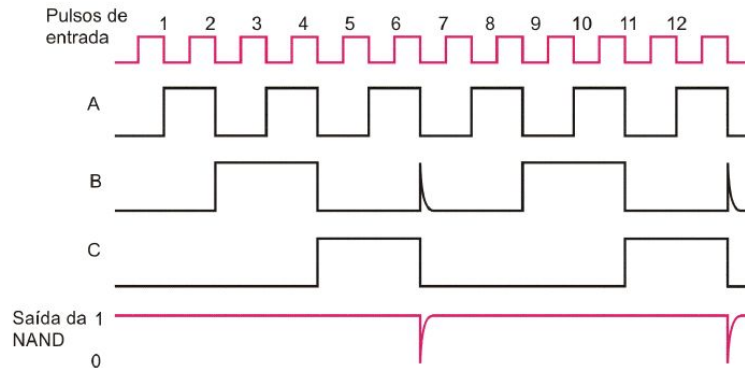 Pulsos de
entrada
1 2 3 4 5 6 7 8 9 10 11 12
A
B
C
Saída da 1
NAND
0